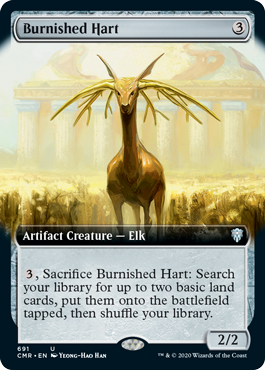 Burnished Hart 3
Artifact Creature — Elk
3, Sacrifice Burnished Hart: Search
your library for up to two basic land
cards, put them onto the battlefield
tapped, then shuffle your library.
2/2
691 U
CMR • EN Yeong-Hao Han ™ & © 2020 Wizards of the Coast